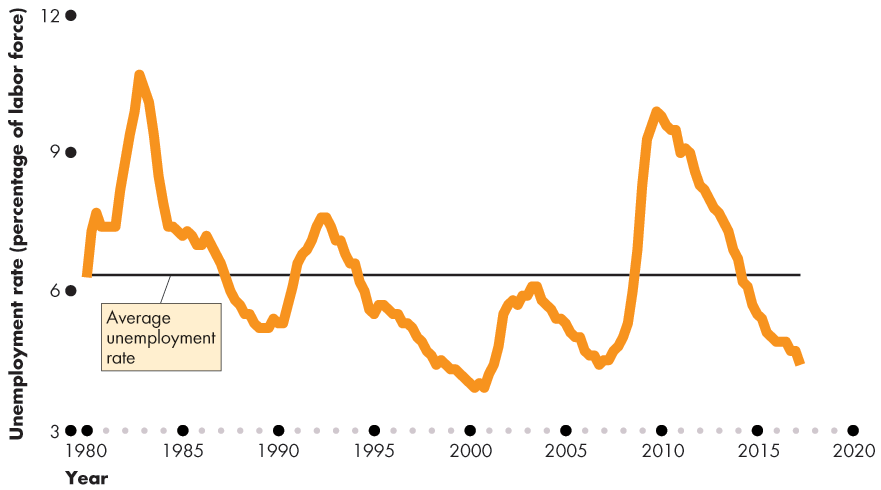 Unemployment rate (percentage of labor force)
12
9
6
3
Average
unemployment
rate
1980 1985 1990 1995 2000 2005 2010 2015 2020
Year